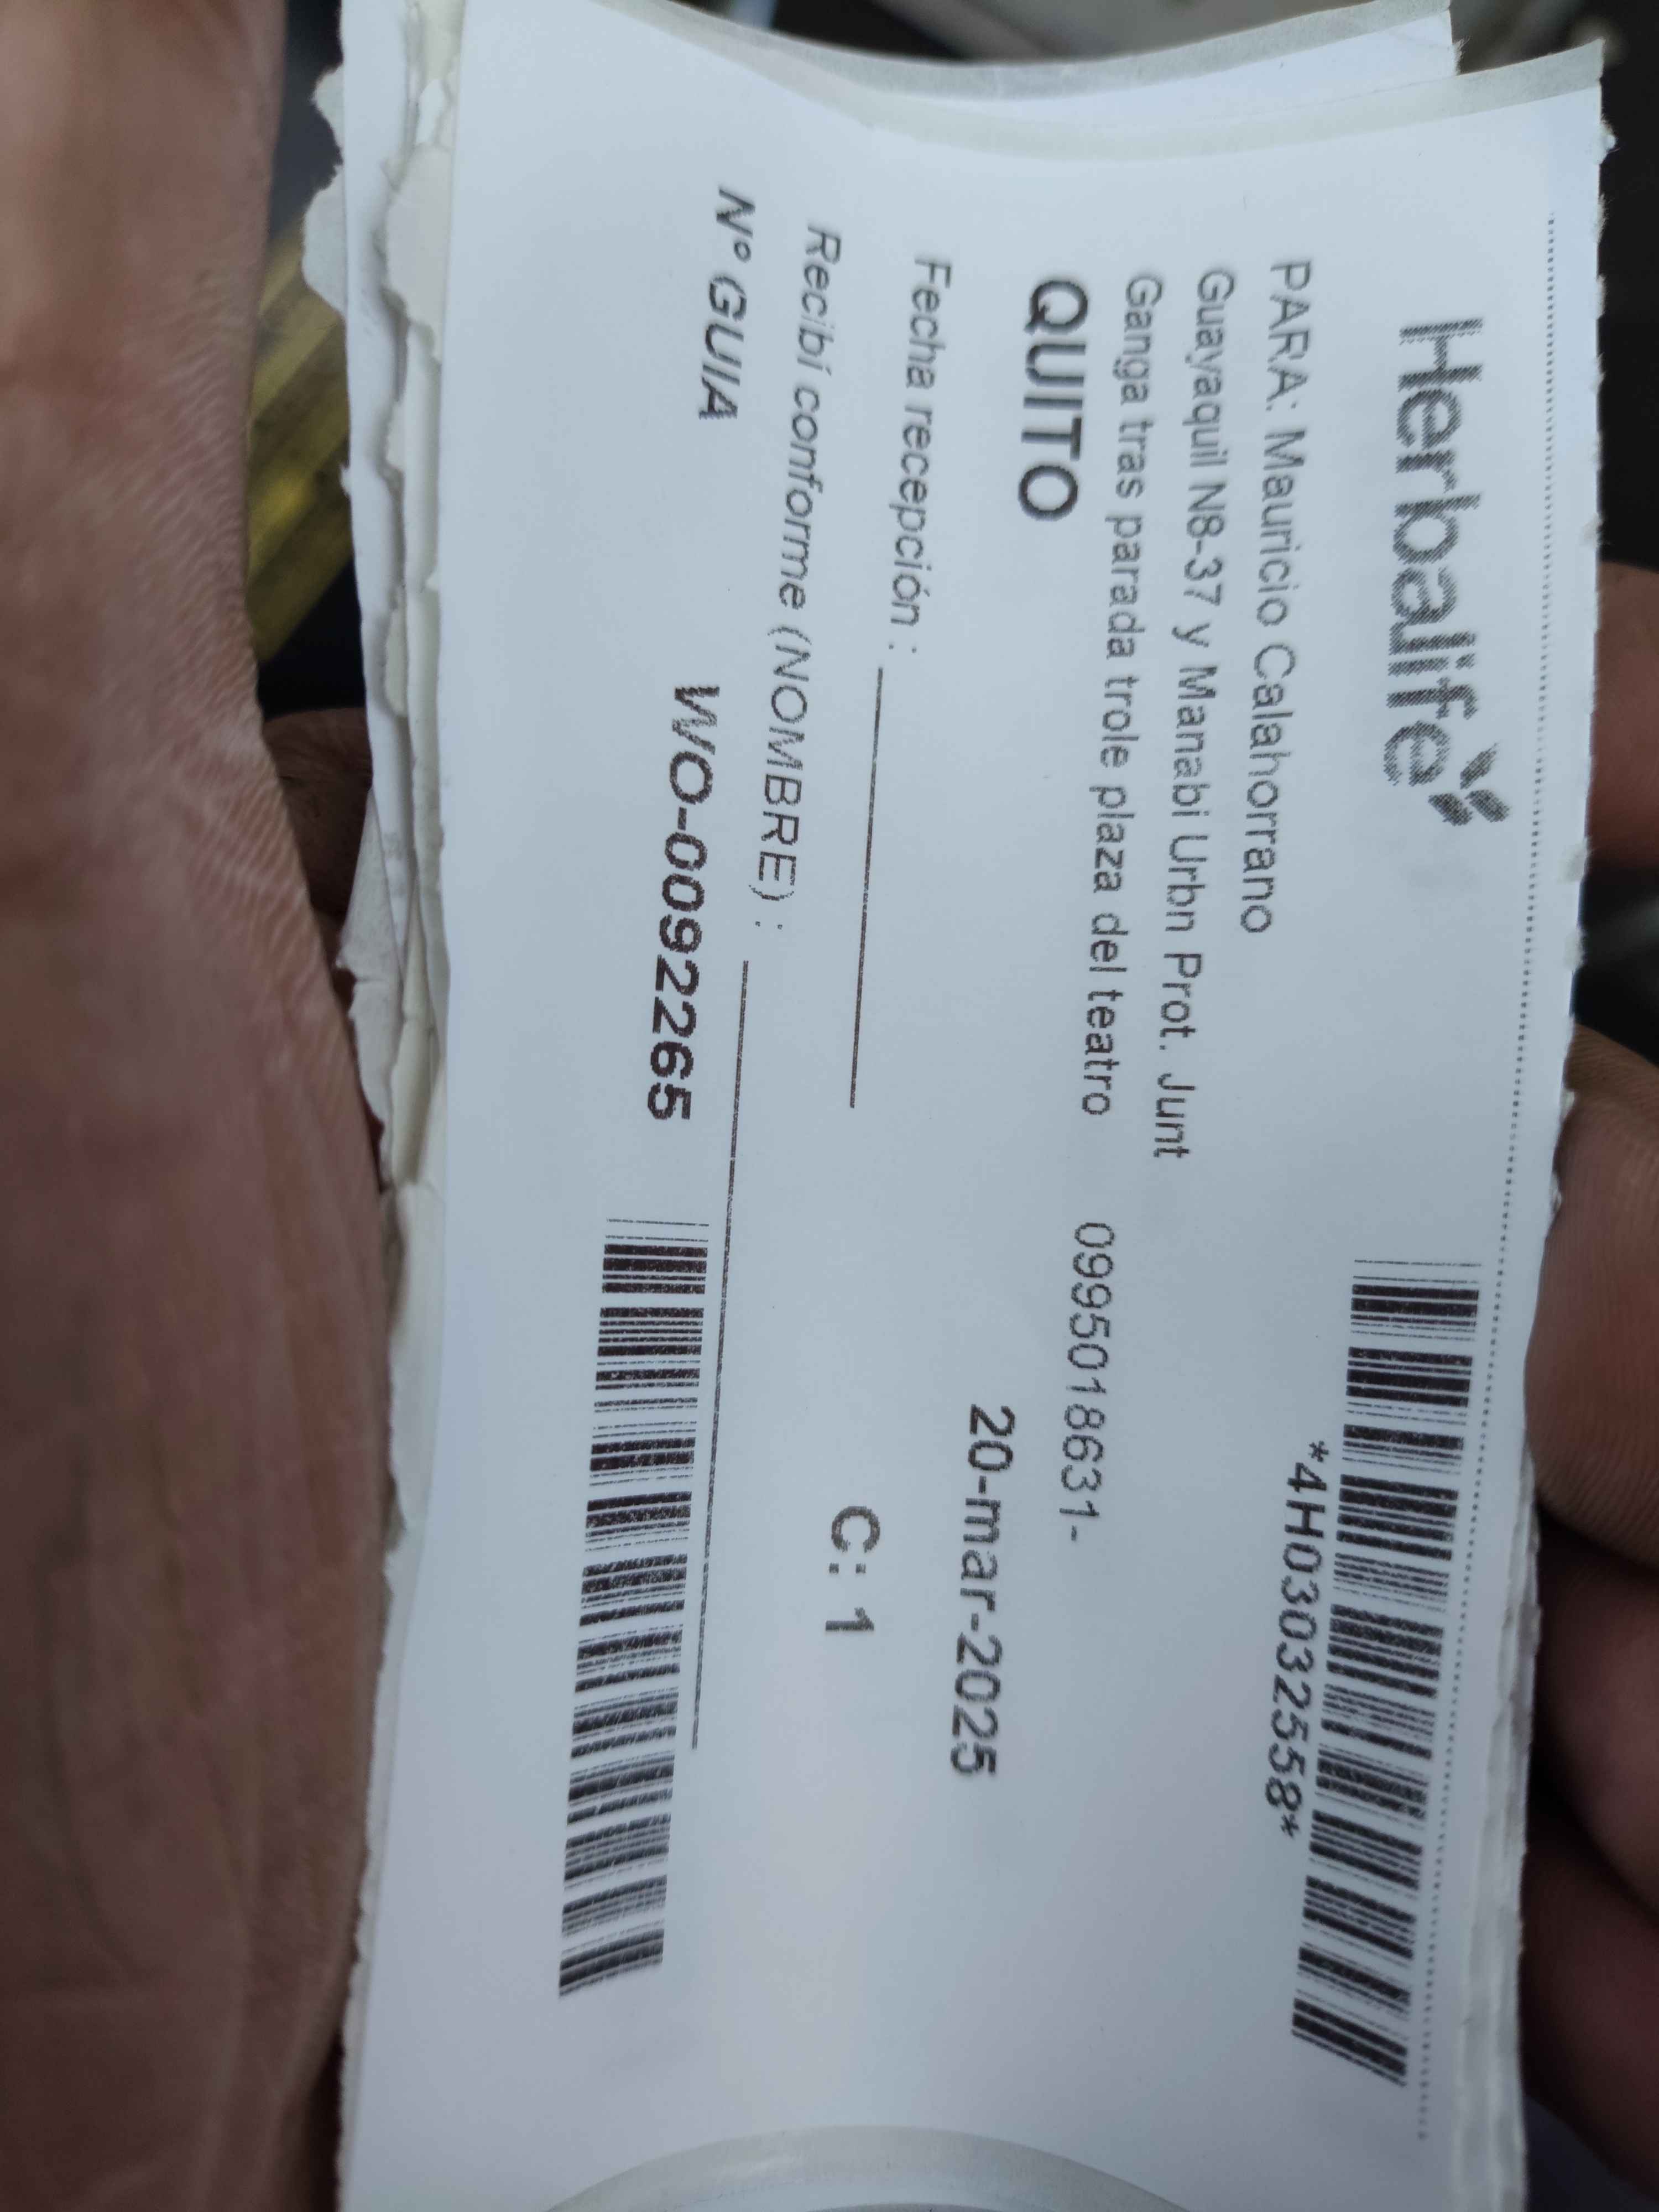 Herbalife
*4H03032558*
PARA: Mauricio Calahorrano
Guayaquil N8-37 y Manabi Urbn Prot. Junt
Ganga tras parada trole plaza del teatro 0995018631-
QUITO
20-mar-2025
Fecha recepción :
C: 1
Recibí conforme (NOMBRE) :
Nº GUIA WO-0092265